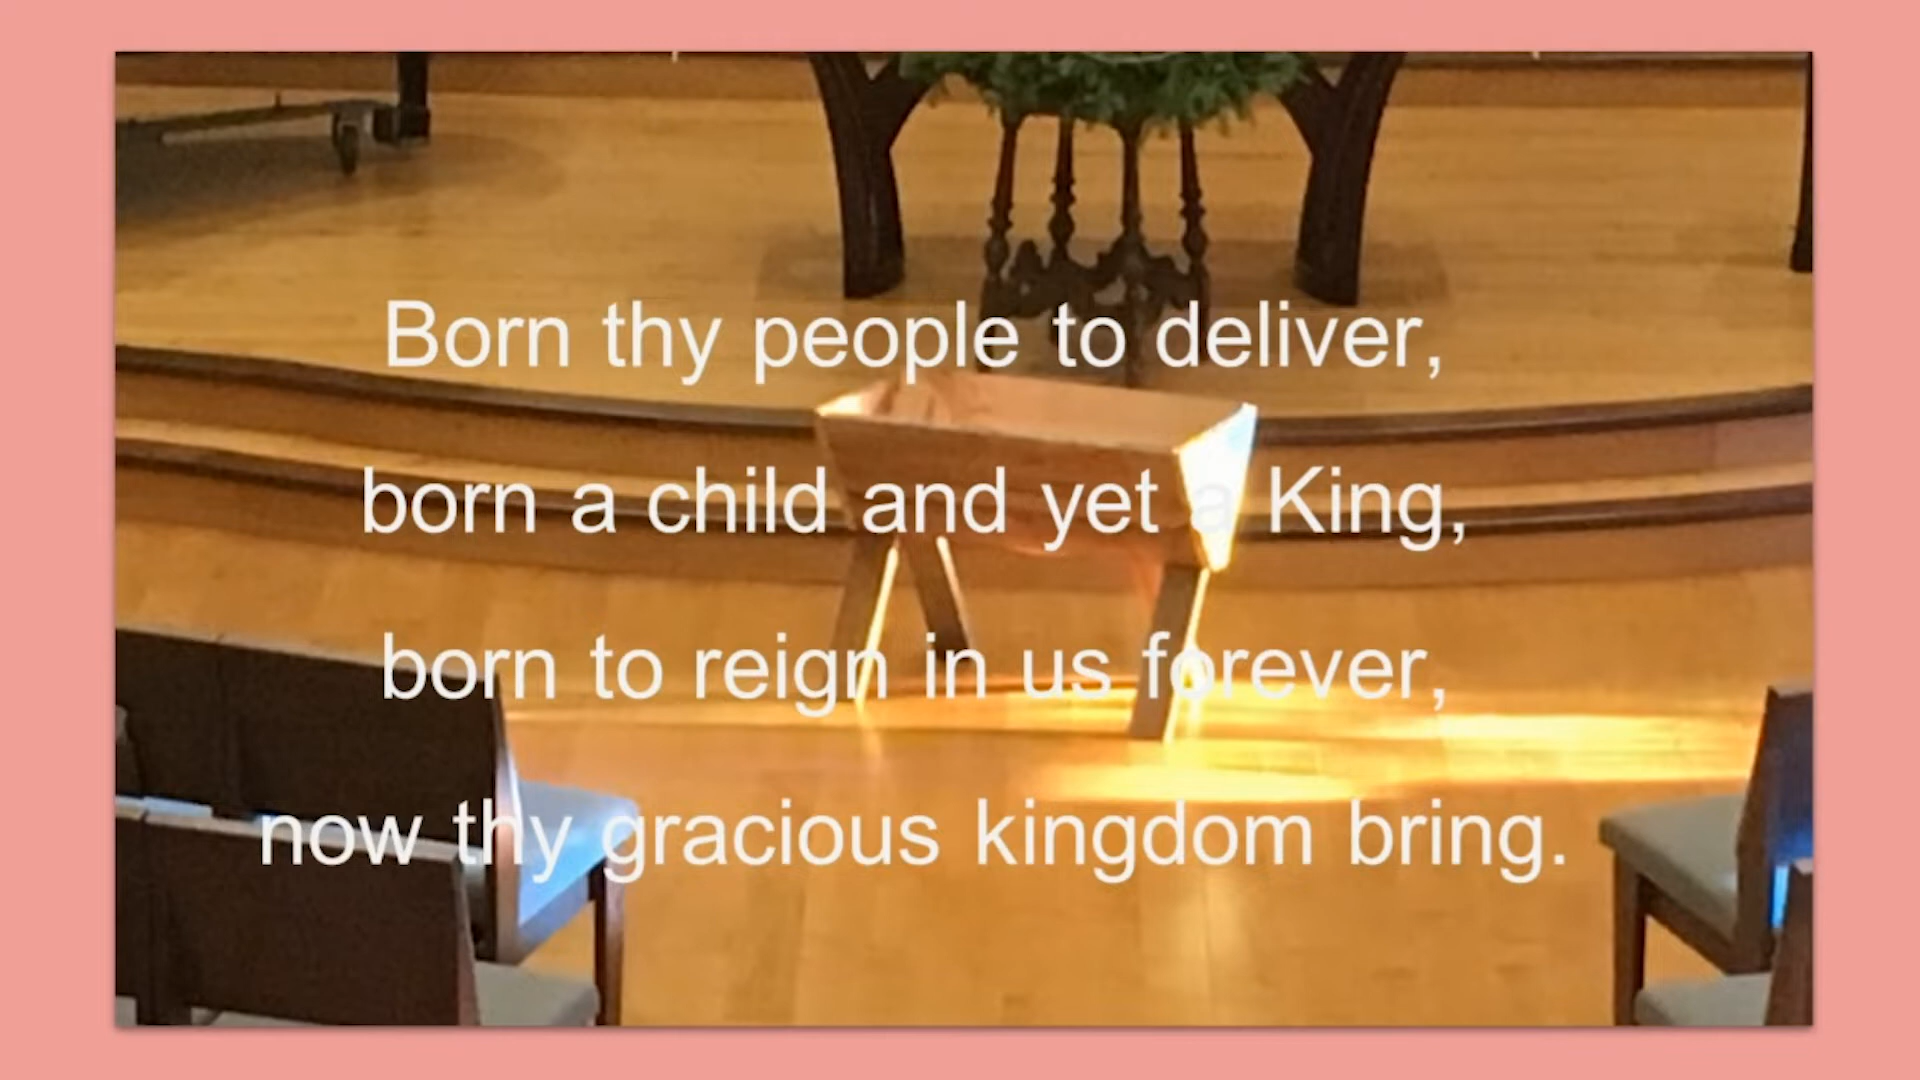 Born thy people to deliver,
born a child and yet a King,
born to reign in us forever,
now thy gracious kingdom bring.